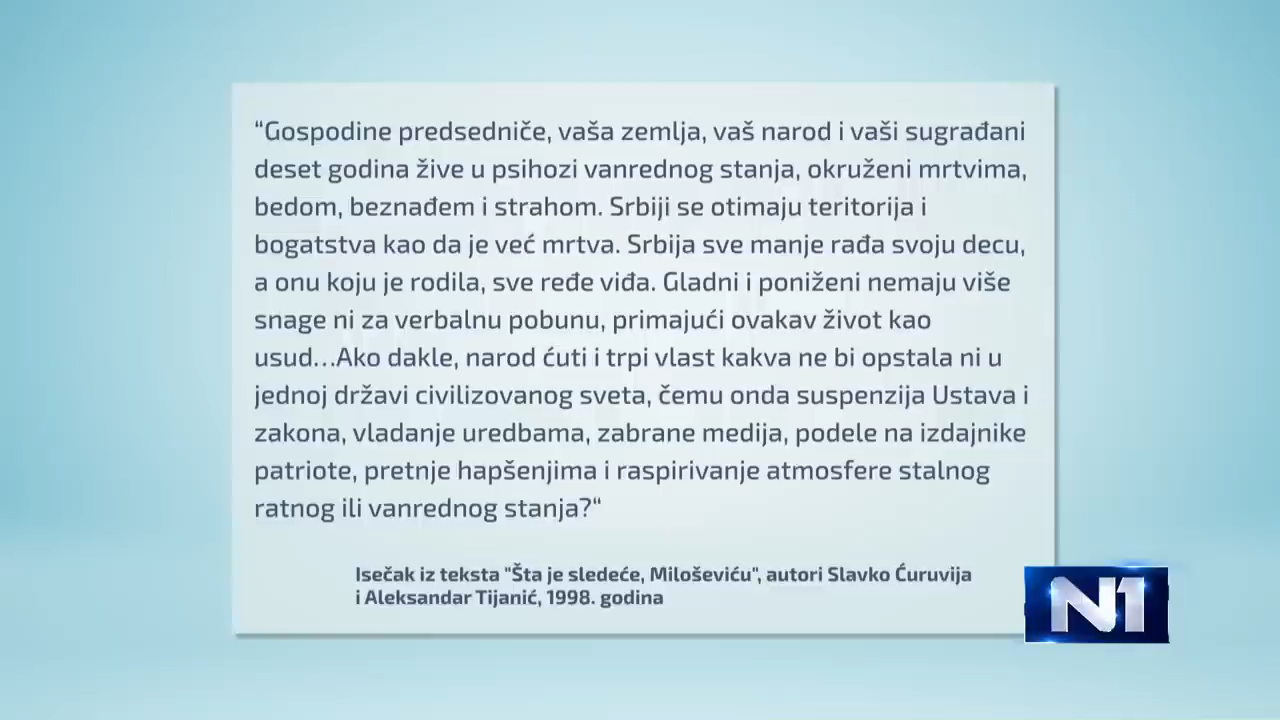 “Gospodine predsedniče, vaša zemlja, vaš narod i vaši sugrađani
deset godina žive u psihozi vanrednog stanja, okruženi mrtvima,
bedom, beznađem i strahom. Srbiji se otimaju teritorija i
bogatstva kao da je već mrtva. Srbija sve manje rađa svoju decu,
a onu koju je rodila, sve ređe viđa. Gladni i poniženi nemaju više
snage ni za verbalnu pobunu, primajući ovakav život kao
usud...Ako dakle, narod ćuti i trpi vlast kakva ne bi opstala ni u
jednoj državi civilizovanog sveta, čemu onda suspenzija Ustava i
zakona, vladanje uredbama, zabrane medija, podele na izdajnike
patriote, pretnje hapšenjima i raspirivanje atmosfere stalnog
ratnog ili vanrednog stanja?“
Isečak iz teksta "Šta je sledeće, Miloševiću", autori Slavko Ćuruvija
i Aleksandar Tijanić, 1998. godina
N1